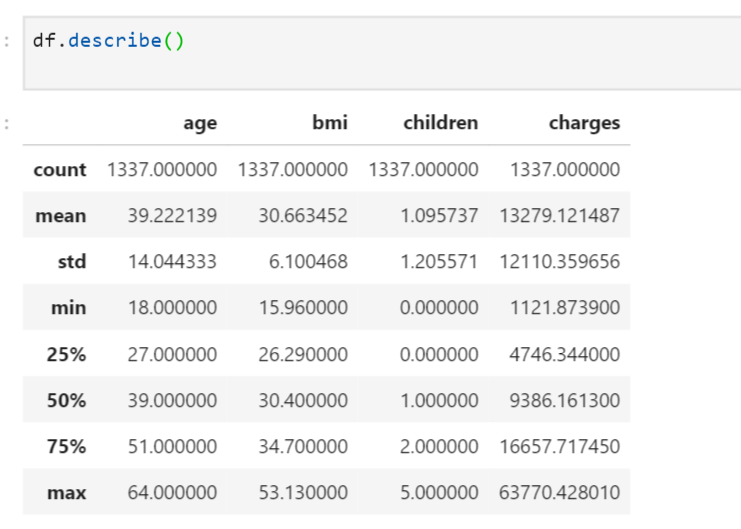 : df.describe()
: age bmi children charges
count 1337.000000 1337.000000 1337.000000 1337.000000
mean 39.222139 30.663452 1.095737 13279.121487
std 14.044333 6.100468 1.205571 12110.359656
min 18.000000 15.960000 0.000000 1121.873900
25% 27.000000 26.290000 0.000000 4746.344000
50% 39.000000 30.400000 1.000000 9386.161300
75% 51.000000 34.700000 2.000000 16657.717450
max 64.000000 53.130000 5.000000 63770.428010